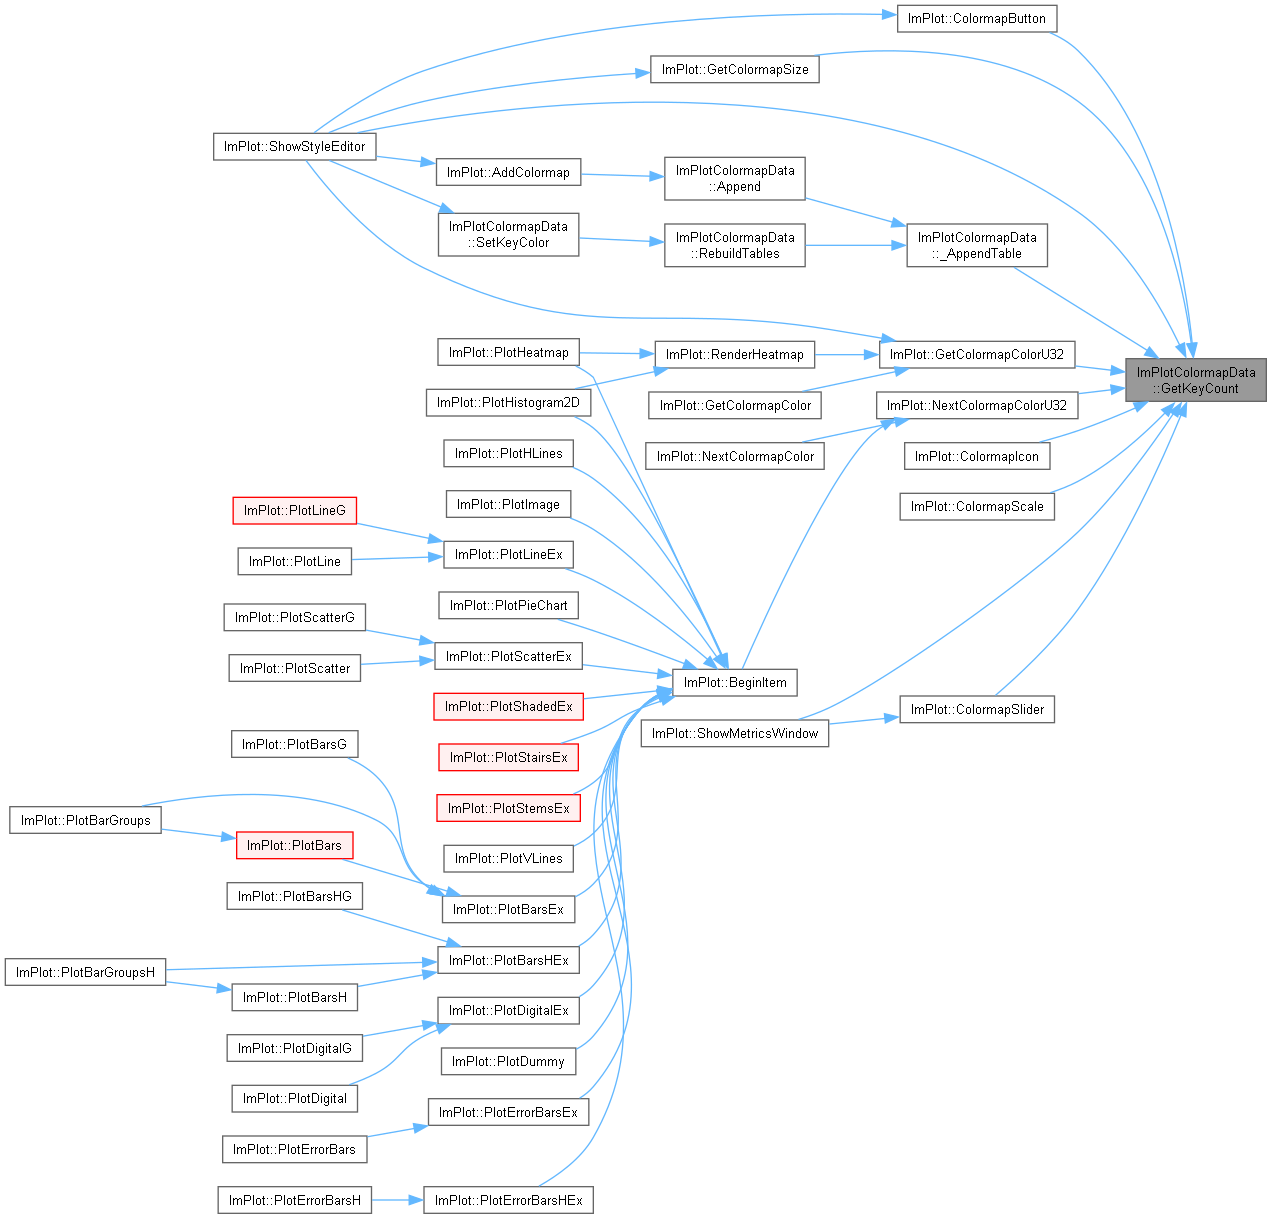 ImPlot::ColormapButton
ImPlot::GetColormapSize
ImPlot::ShowStyleEditor
ImPlot::AddColormap
ImPlotColormapData
::Append
ImPlotColormapData
::SetKeyColor
ImPlotColormapData
::RebuildTables
ImPlotColormapData
::_AppendTable
ImPlot::PlotHeatmap
ImPlot::RenderHeatmap
ImPlot::GetColormapColorU32
ImPlotColormapData
::GetKeyCount
ImPlot::PlotHistogram2D
ImPlot::GetColormapColor
ImPlot::NextColormapColorU32
ImPlot::PlotHLines
ImPlot::NextColormapColor
ImPlot::ColormapIcon
ImPlot::PlotImage
ImPlot::ColormapScale
ImPlot::PlotLineG
ImPlot::PlotLine
ImPlot::PlotLineEx
ImPlot::PlotPieChart
ImPlot::PlotScatterG
ImPlot::PlotScatter
ImPlot::PlotScatterEx
ImPlot::BeginItem
ImPlot::PlotShadedEx
ImPlot::ColormapSlider
ImPlot::ShowMetricsWindow
ImPlot::PlotBarsG
ImPlot::PlotStairsEx
ImPlot::PlotStemsEx
ImPlot::PlotBarGroups
ImPlot::PlotBars
ImPlot::PlotVLines
ImPlot::PlotBarsHG
ImPlot::PlotBarsEx
ImPlot::PlotBarGroupsH
ImPlot::PlotBarsHEx
ImPlot::PlotBarsH
ImPlot::PlotDigitalEx
ImPlot::PlotDigitalG
ImPlot::PlotDummy
ImPlot::PlotDigital
ImPlot::PlotErrorBarsEx
ImPlot::PlotErrorBars
ImPlot::PlotErrorBarsH
ImPlot::PlotErrorBarsHEx